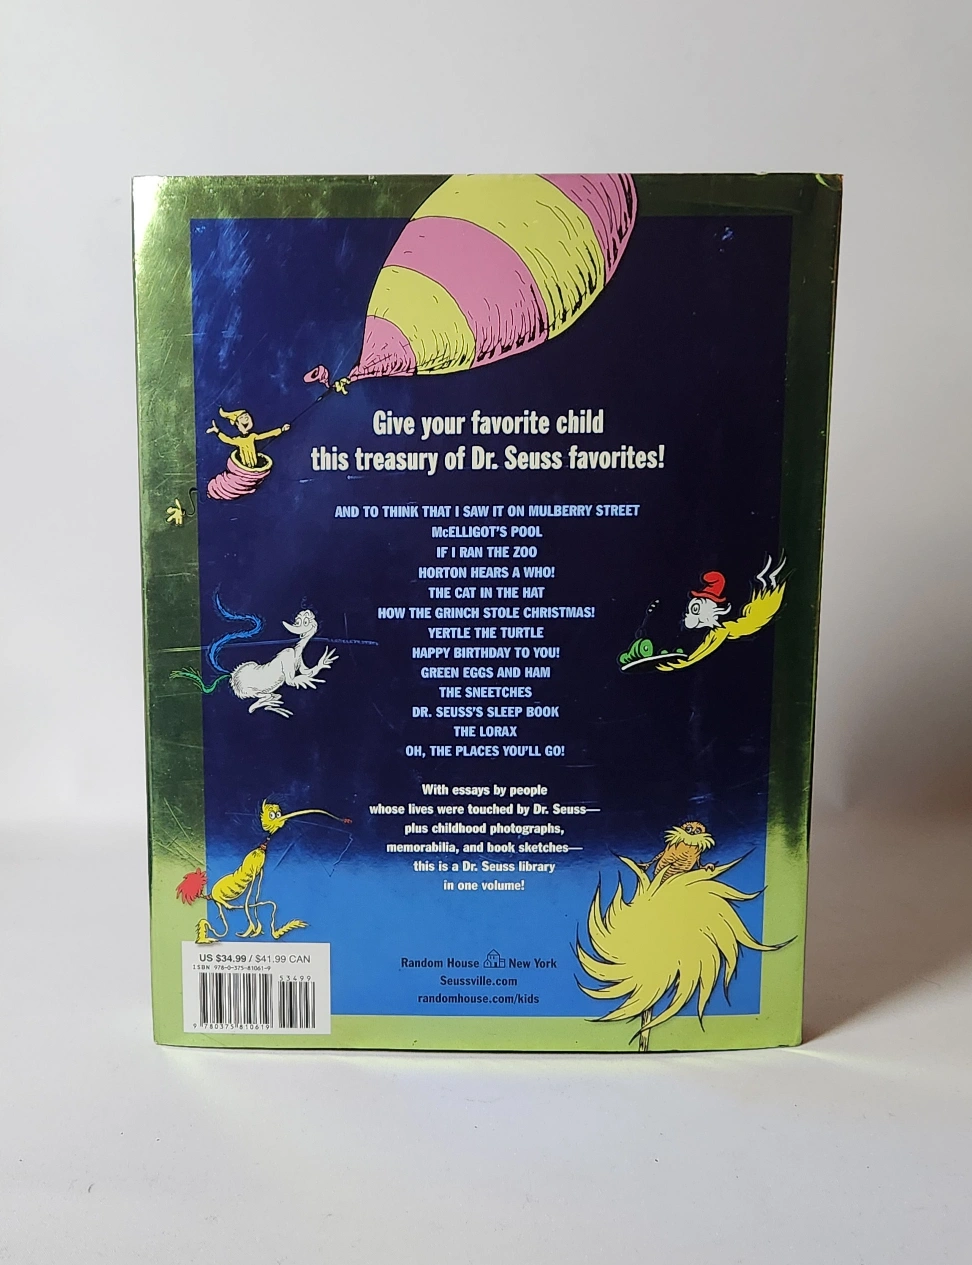 Give your favorite child
this treasury of Dr. Seuss favorites!
AND TO THINK THAT I SAW IT ON MULBERRY STREET
McELLIGOT'S POOL
IF I RAN THE ZOO
HORTON HEARS A WHO!
THE CAT IN THE HAT
HOW THE GRINCH STOLE CHRISTMAS!
YERTLE THE TURTLE
HAPPY BIRTHDAY TO YOU!
GREEN EGGS AND HAM
THE SNEETCHES
DR. SEUSS'S SLEEP BOOK
THE LORAX
OH, THE PLACES YOU'LL GO!
With essays by people
whose lives were touched by Dr. Seuss—
plus childhood photographs,
memorabilia, and book sketches—
this is a Dr. Seuss library
in one volume!
US $34.99 / $41.99 CAN
ISBN 978-0-375-81061-9
53499
9 780375 810619
Random House New York
Seussville.com
randomhouse.com/kids